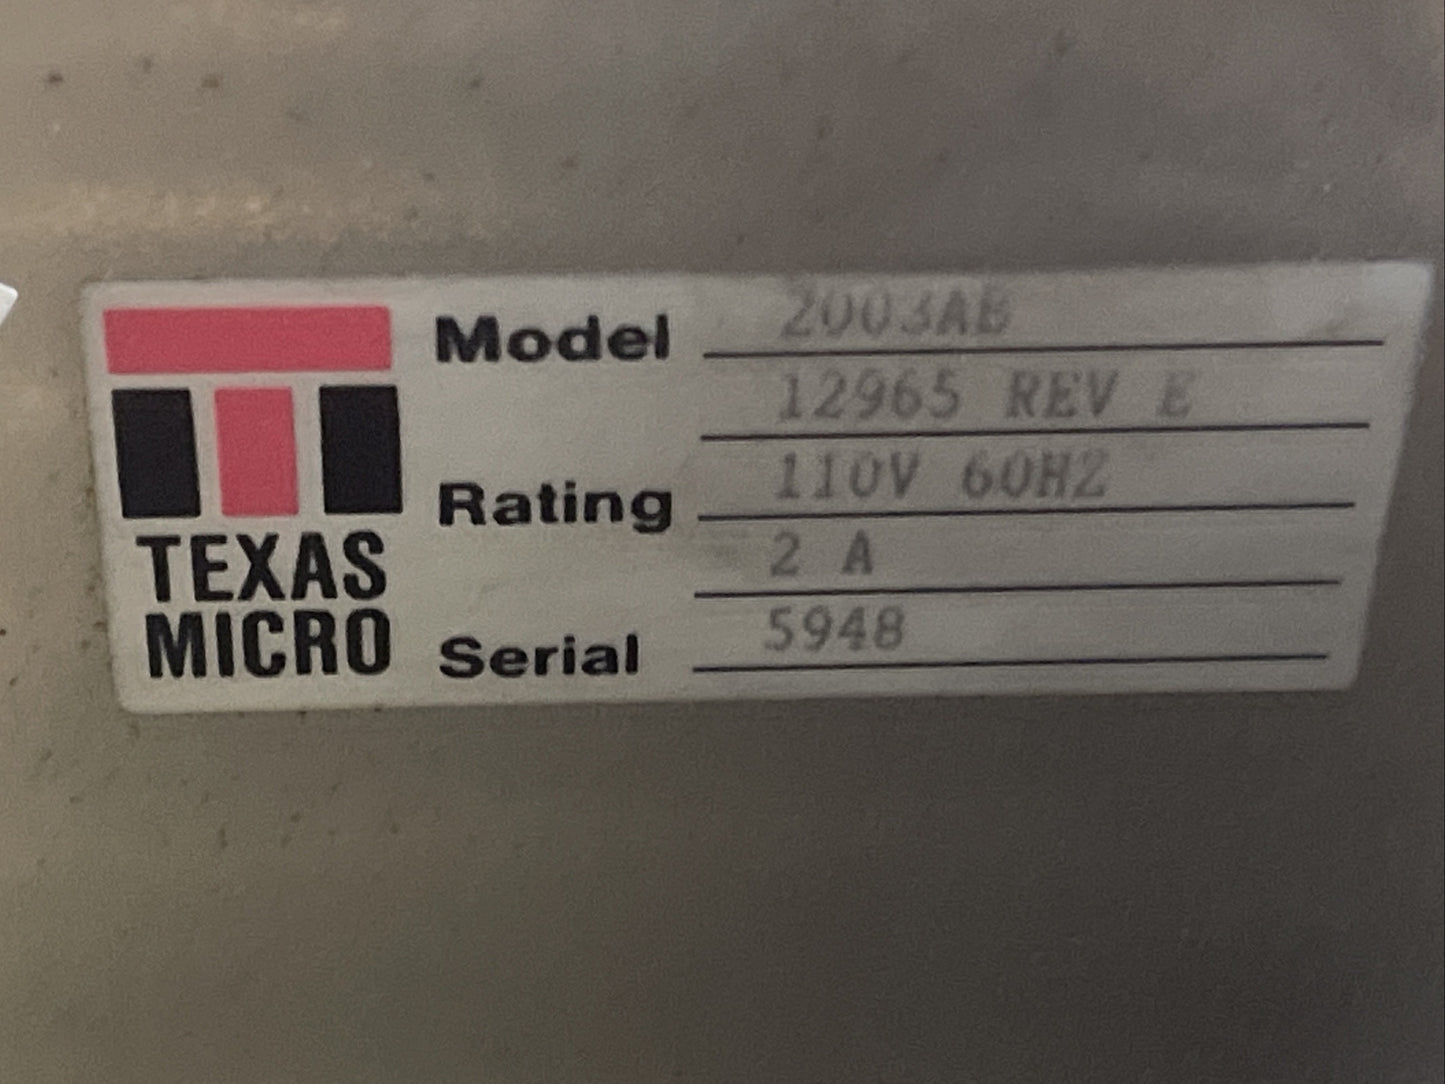 Model 2003AB
12965 REV E
Rating 110V 60HZ
2 A
Serial 5948
TEXAS
MICRO